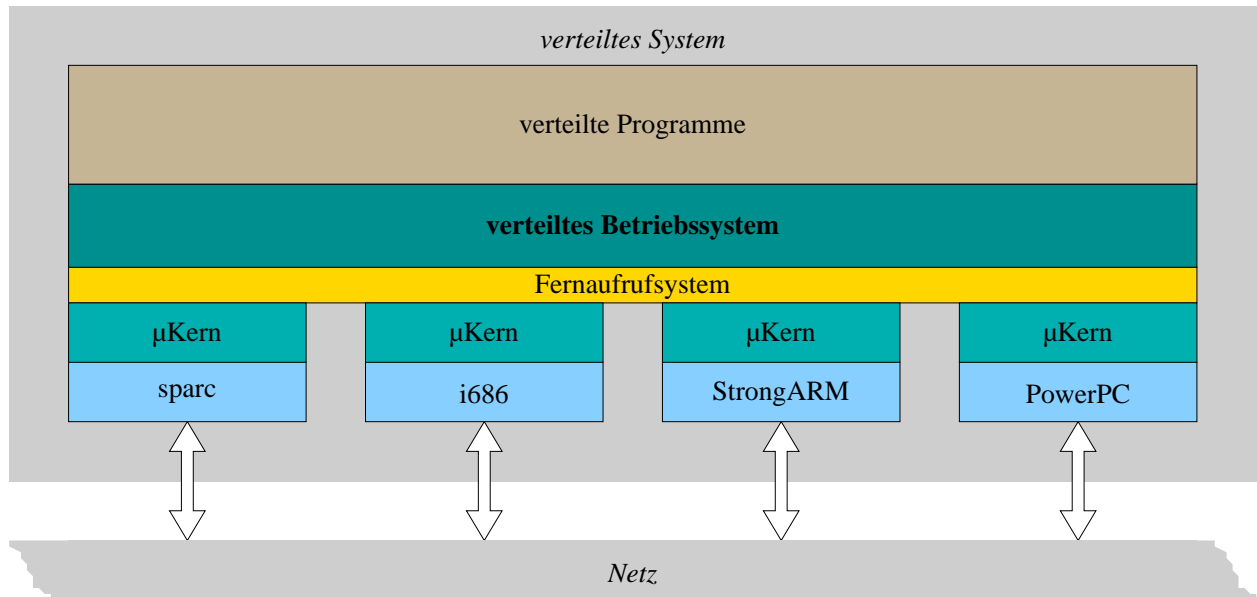 verteiltes System
verteilte Programme
verteiltes Betriebssystem
Fernaufrufsystem
µKern µKern µKern µKern
sparc i686 StrongARM PowerPC
Netz